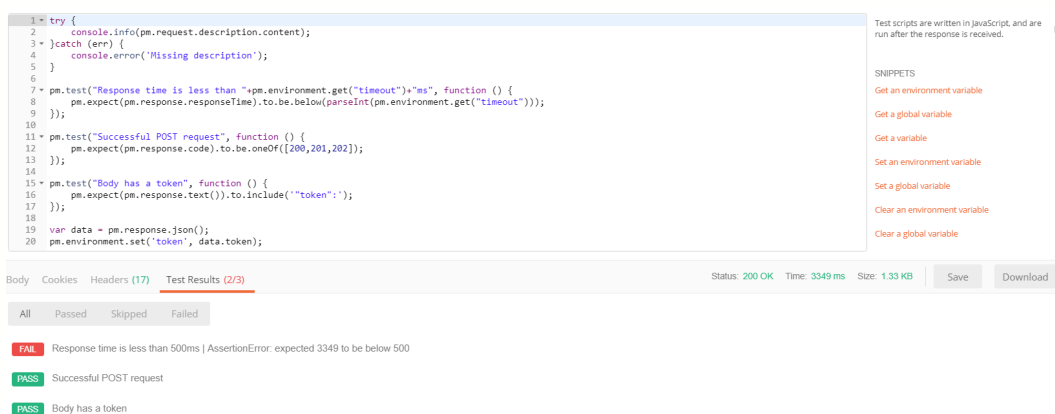 1 try {
2 console.info(pm.request.description.content);
3 }catch (err) {
4 console.error('Missing description');
5 }
6
7 pm.test("Response time is less than "+pm.environment.get("timeout")+"ms", function () {
8 pm.expect(pm.response.responseTime).to.be.below(parseInt(pm.environment.get("timeout")));
9 });
10
11 pm.test("Successful POST request", function () {
12 pm.expect(pm.response.code).to.be.oneOf([200,201,202]);
13 });
14
15 pm.test("Body has a token", function () {
16 pm.expect(pm.response.text()).to.include('"token":');
17 });
18
19 var data = pm.response.json();
20 pm.environment.set('token', data.token);
Test scripts are written in JavaScript, and are
run after the response is received.
SNIPPETS
Get an environment variable
Get a global variable
Get a variable
Set an environment variable
Set a global variable
Clear an environment variable
Clear a global variable
Body Cookies Headers (17) Test Results (2/3) Status: 200 OK Time: 3349 ms Size: 1.33 KB Save Download
All Passed Skipped Failed
FAIL Response time is less than 500ms | AssertionError: expected 3349 to be below 500
PASS Successful POST request
PASS Body has a token